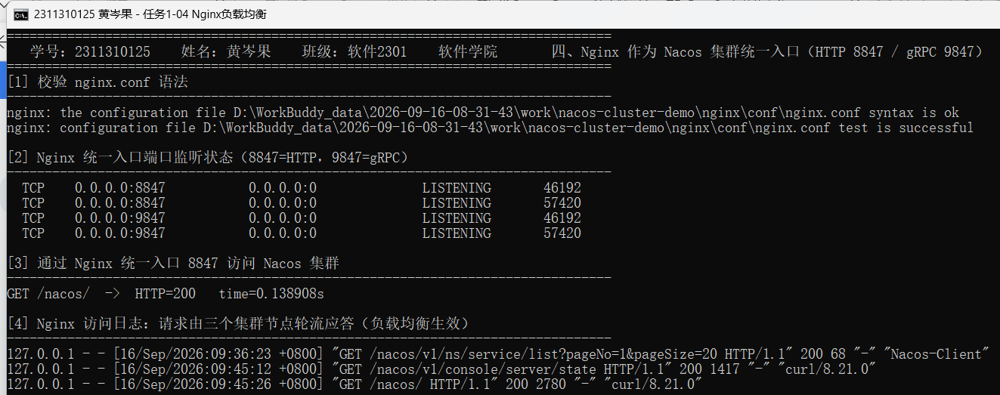 2311310125 黄岑果 - 任务1-04 Nginx负载均衡
================================================================================
学号: 2311310125    姓名: 黄岑果    班级: 软件2301    软件学院    四、Nginx 作为 Nacos 集群统一入口（HTTP 8847 / gRPC 9847）
================================================================================
[1] 校验 nginx.conf 语法
--------------------------------------------------------------------------------
nginx: the configuration file D:\WorkBuddy_data\2026-09-16-08-31-43\work\nacos-cluster-demo\nginx\conf\nginx.conf syntax is ok
nginx: configuration file D:\WorkBuddy_data\2026-09-16-08-31-43\work\nacos-cluster-demo\nginx\conf\nginx.conf test is successful
[2] Nginx 统一入口端口监听状态（8847=HTTP，9847=gRPC）
--------------------------------------------------------------------------------
TCP    0.0.0.0:8847    0.0.0.0:0    LISTENING    46192
TCP    0.0.0.0:8847    0.0.0.0:0    LISTENING    57420
TCP    0.0.0.0:9847    0.0.0.0:0    LISTENING    46192
TCP    0.0.0.0:9847    0.0.0.0:0    LISTENING    57420
[3] 通过 Nginx 统一入口 8847 访问 Nacos 集群
--------------------------------------------------------------------------------
GET /nacos/  ->  HTTP=200   time=0.138908s
[4] Nginx 访问日志：请求由三个集群节点轮流应答（负载均衡生效）
--------------------------------------------------------------------------------
127.0.0.1 - - [16/Sep/2026:09:36:23 +0800] "GET /nacos/v1/ns/service/list?pageNo=1&pageSize=20 HTTP/1.1" 200 68 "-" "Nacos-Client"
127.0.0.1 - - [16/Sep/2026:09:45:12 +0800] "GET /nacos/v1/console/server/state HTTP/1.1" 200 1417 "-" "curl/8.21.0"
127.0.0.1 - - [16/Sep/2026:09:45:26 +0800] "GET /nacos/ HTTP/1.1" 200 2780 "-" "curl/8.21.0"